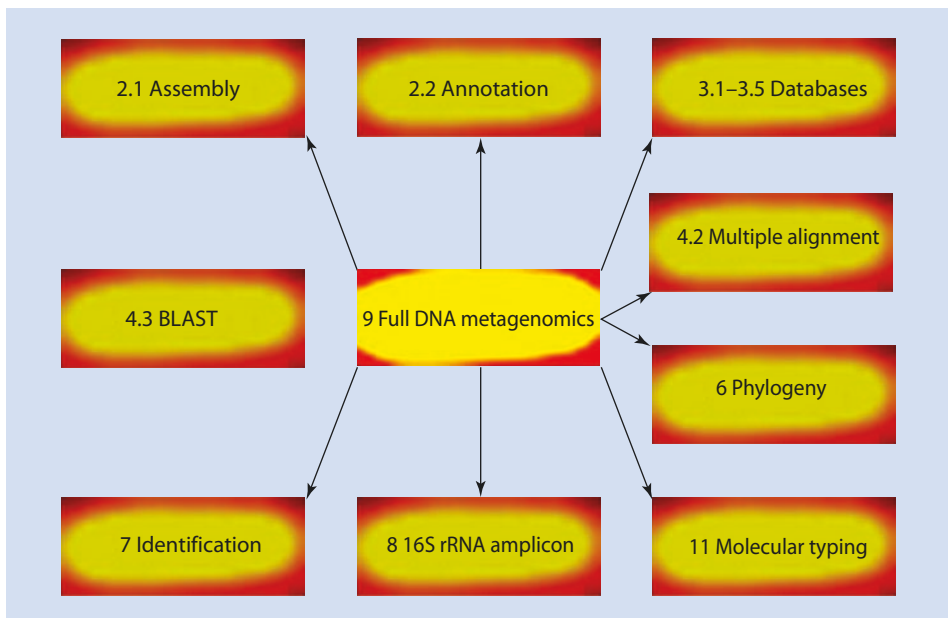 2.1 Assembly
2.2 Annotation
3.1–3.5 Databases
4.2 Multiple alignment
4.3 BLAST
9 Full DNA metagenomics
6 Phylogeny
7 Identification
8 16S rRNA amplicon
11 Molecular typing